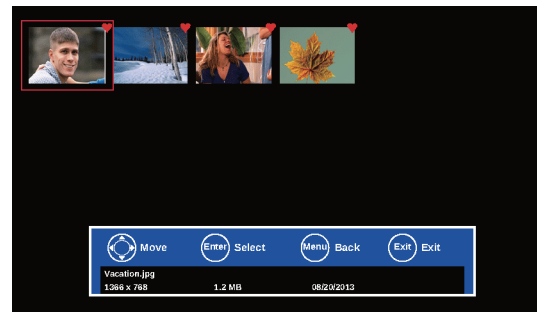 Move Enter Select Menu Back Exit Exit
Vacation.jpg
1366 x 768 1.2 MB 08/20/2013